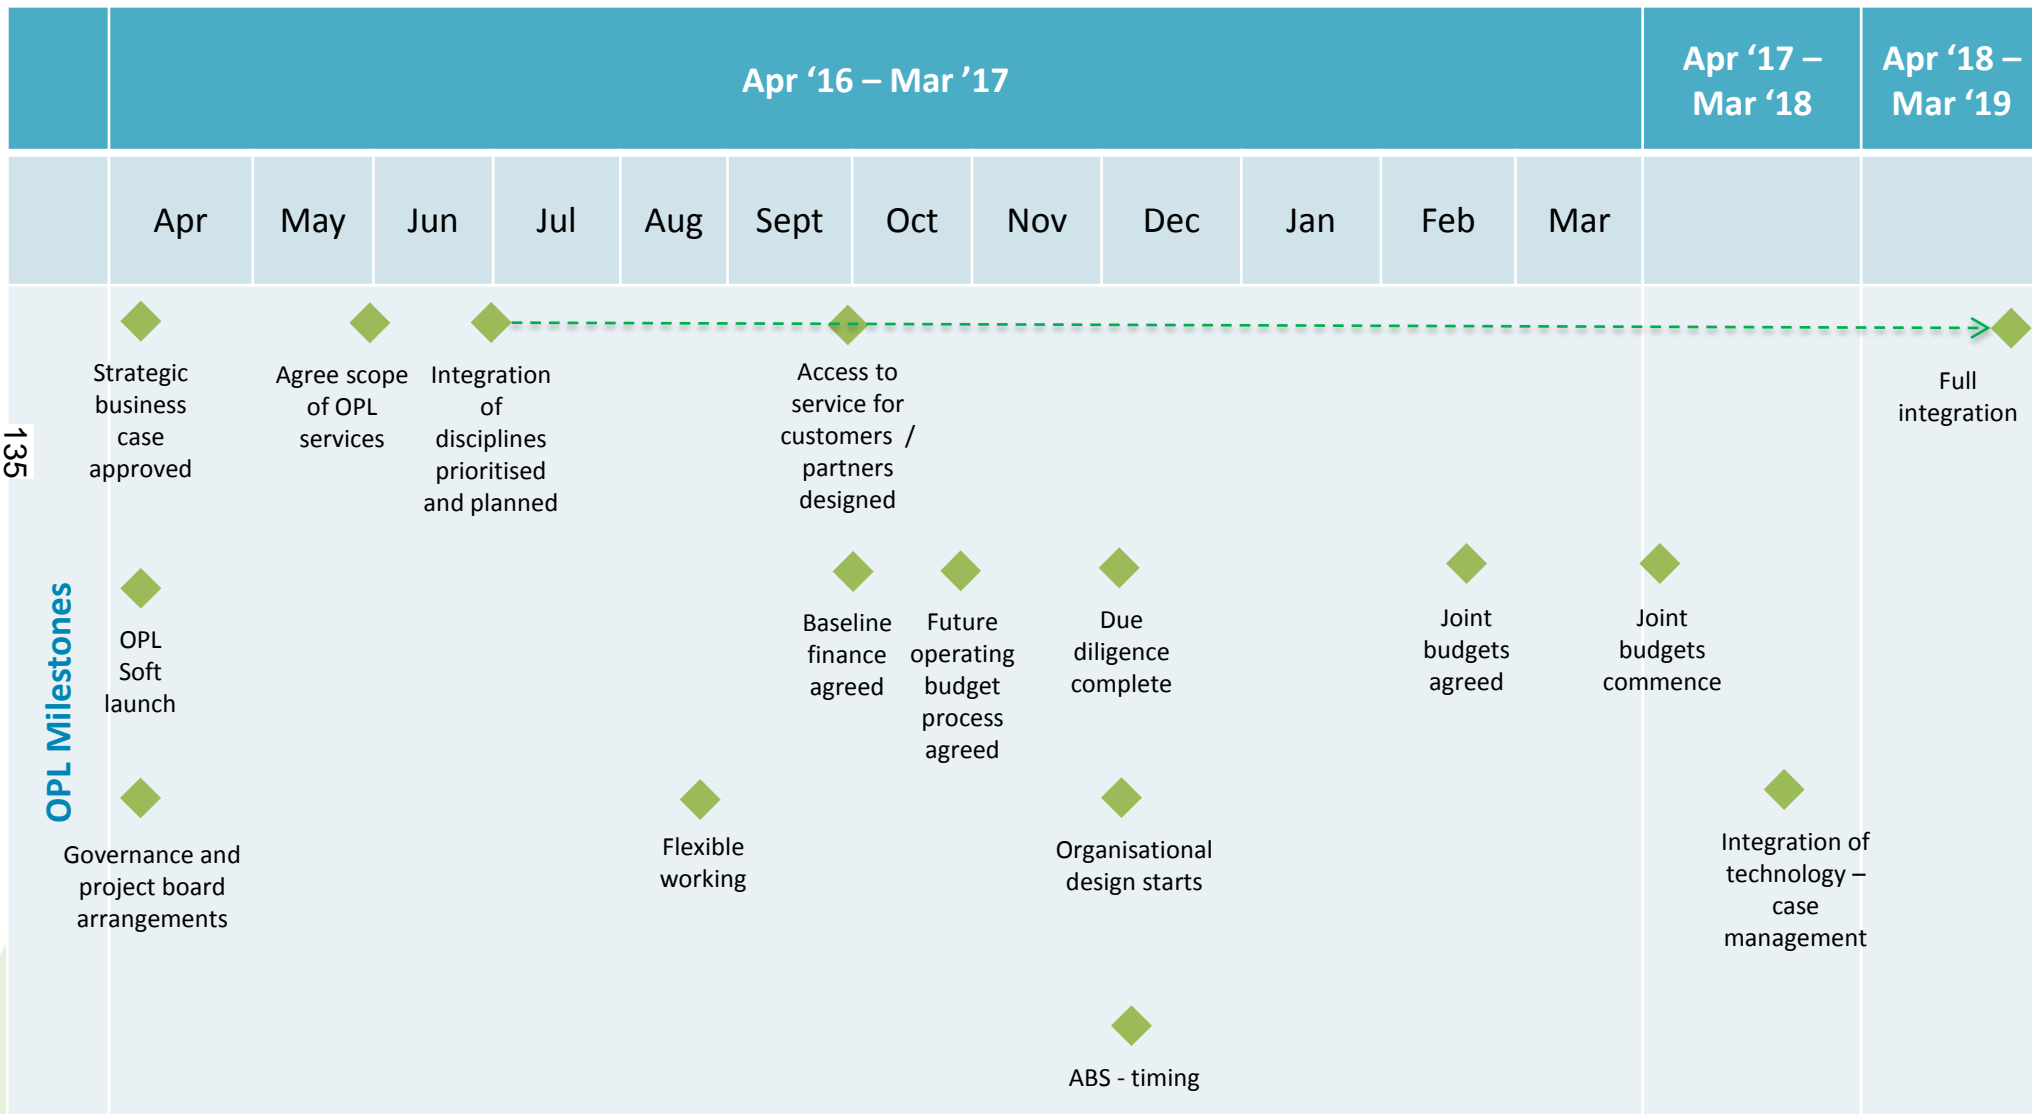 Apr ‘16 – Mar ’17
Apr ‘17 –
Mar ‘18
Apr ‘18 –
Mar ‘19
Apr
May
Jun
Jul
Aug
Sept
Oct
Nov
Dec
Jan
Feb
Mar
135
OPL Milestones
Strategic
business
case
approved
Agree scope
of OPL
services
Integration
of
disciplines
prioritised
and planned
Access to
service for
customers /
partners
designed
Full
integration
OPL
Soft
launch
Baseline
finance
agreed
Future
operating
budget
process
agreed
Due
diligence
complete
Joint
budgets
agreed
Joint
budgets
commence
Governance and
project board
arrangements
Flexible
working
Organisational
design starts
Integration of
technology –
case
management
ABS - timing